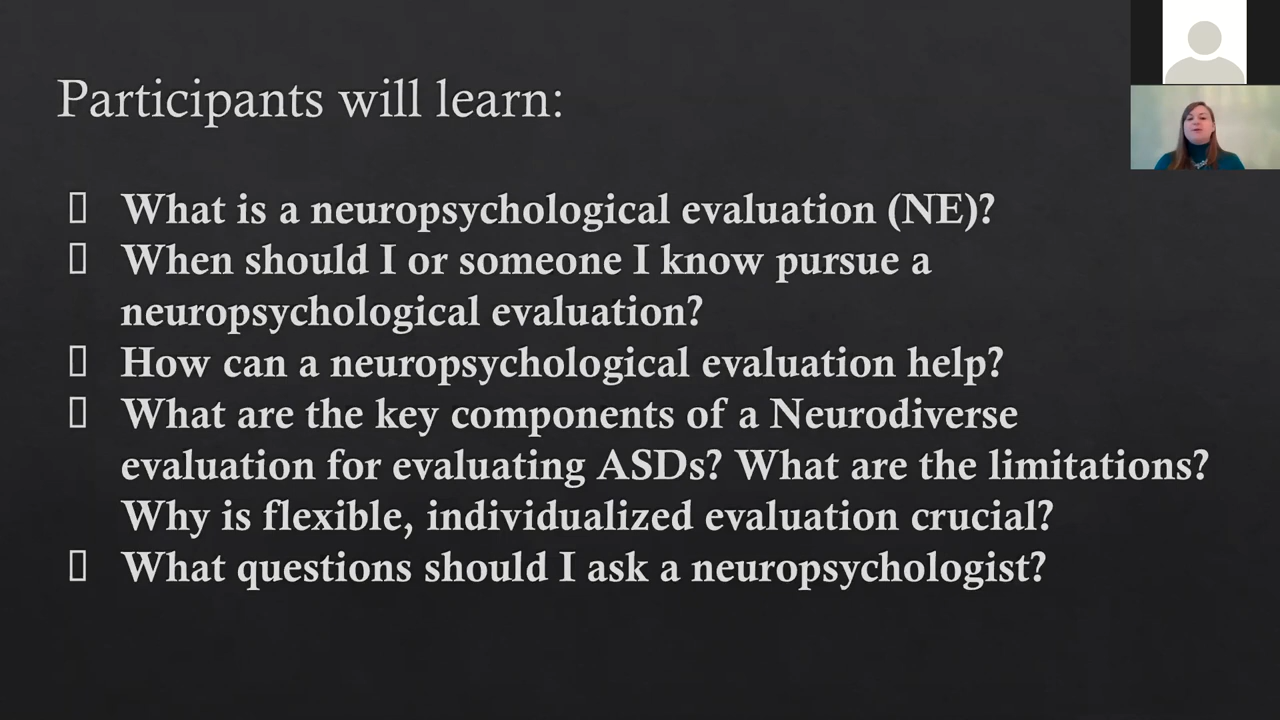 Participants will learn:
What is a neuropsychological evaluation (NE)?
When should I or someone I know pursue a
neuropsychological evaluation?
How can a neuropsychological evaluation help?
What are the key components of a Neurodiverse
evaluation for evaluating ASDs? What are the limitations?
Why is flexible, individualized evaluation crucial?
What questions should I ask a neuropsychologist?